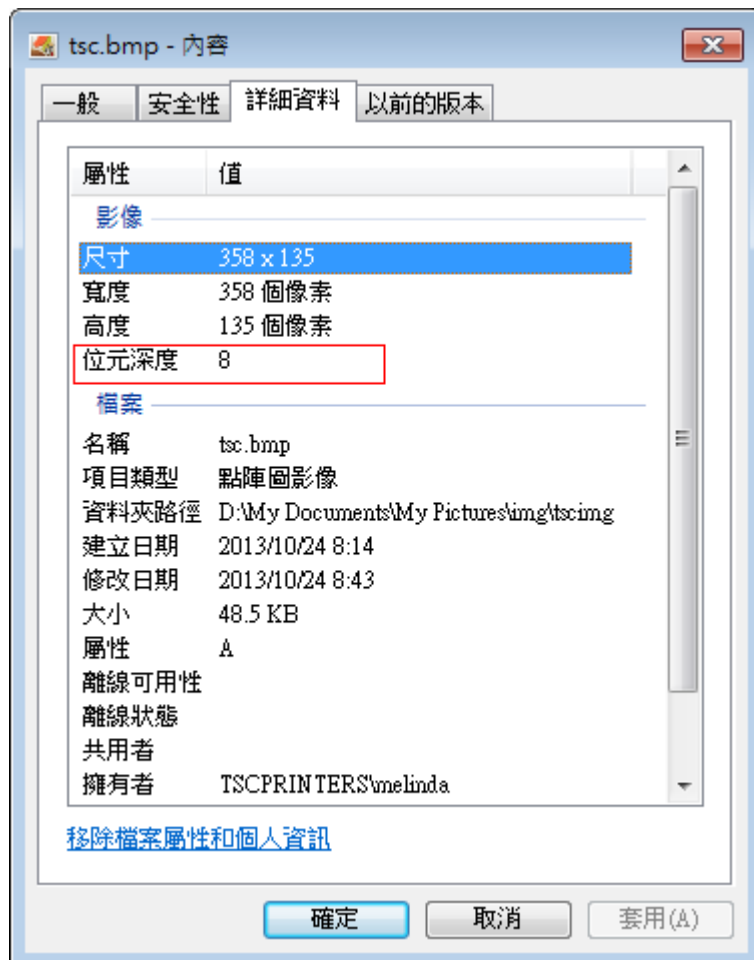 tsc.bmp - 內容
一般 安全性 詳細資料 以前的版本
屬性 值
影像
尺寸 358 x 135
寬度 358 個像素
高度 135 個像素
位元深度 8
檔案
名稱 tsc.bmp
項目類型 點陣圖影像
資料夾路徑 D:\My Documents\My Pictures\img\tscimg
建立日期 2013/10/24 8:14
修改日期 2013/10/24 8:43
大小 48.5 KB
屬性 A
離線可用性
離線狀態
共用者
擁有者 TSCPRINTERS\melinda
移除檔案屬性和個人資訊
確定 取消 套用(A)